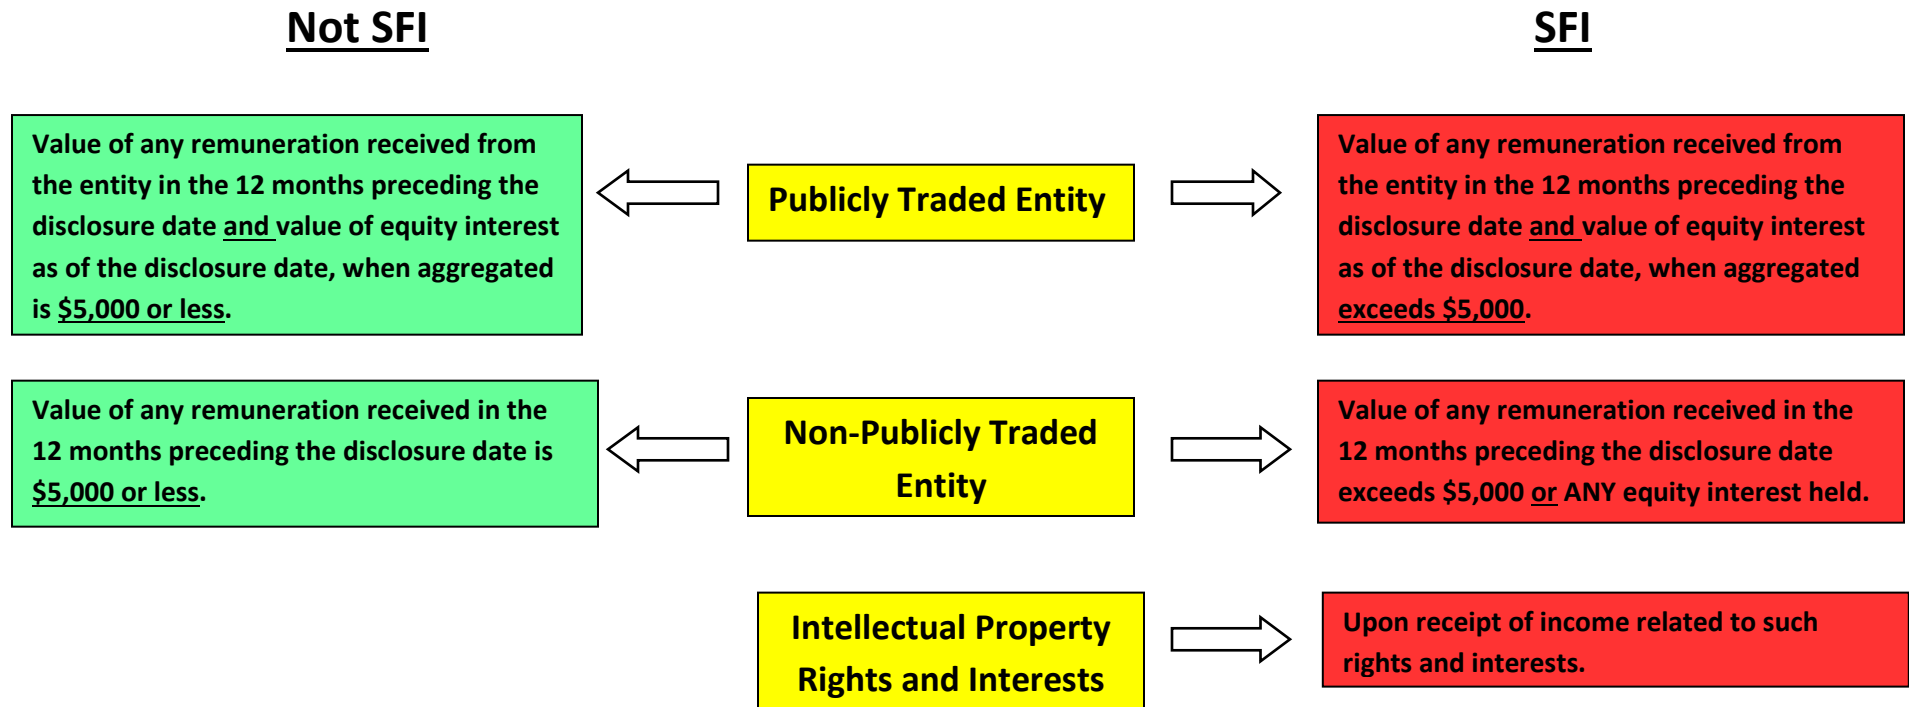 Not SFI
SFI
Value of any remuneration received from
the entity in the 12 months preceding the
disclosure date and value of equity interest
as of the disclosure date, when aggregated
is $5,000 or less.
Publicly Traded Entity
Value of any remuneration received from
the entity in the 12 months preceding the
disclosure date and value of equity interest
as of the disclosure date, when aggregated
exceeds $5,000.
Value of any remuneration received in the
12 months preceding the disclosure date is
$5,000 or less.
Non-Publicly Traded
Entity
Value of any remuneration received in the
12 months preceding the disclosure date
exceeds $5,000 or ANY equity interest held.
Intellectual Property
Rights and Interests
Upon receipt of income related to such
rights and interests.